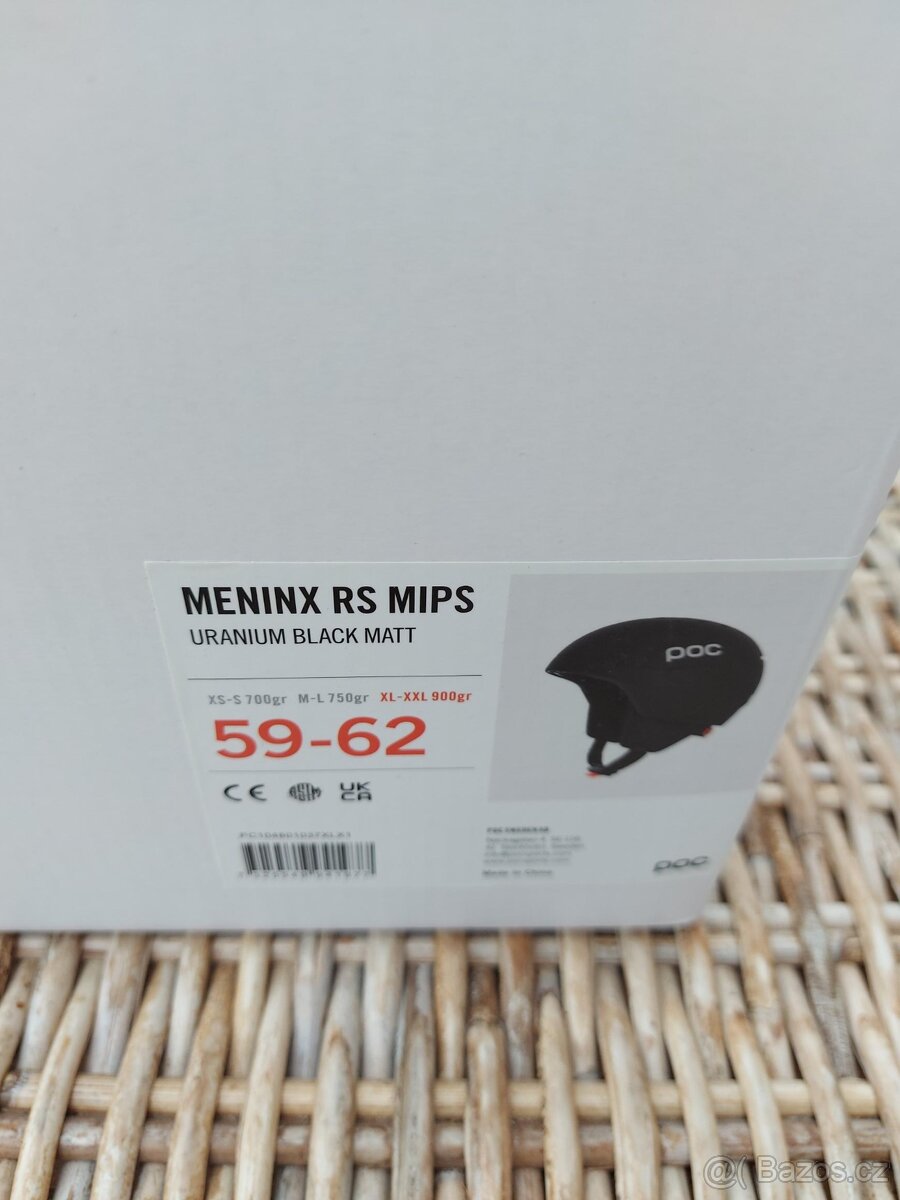 MENINX RS MIPS
URANIUM BLACK MATT
poc
XS-S 700gr M-L 750gr XL-XXL 900gr
59-62
CE ASTM UK CA
poc
Made in China
@( Bazos.cz